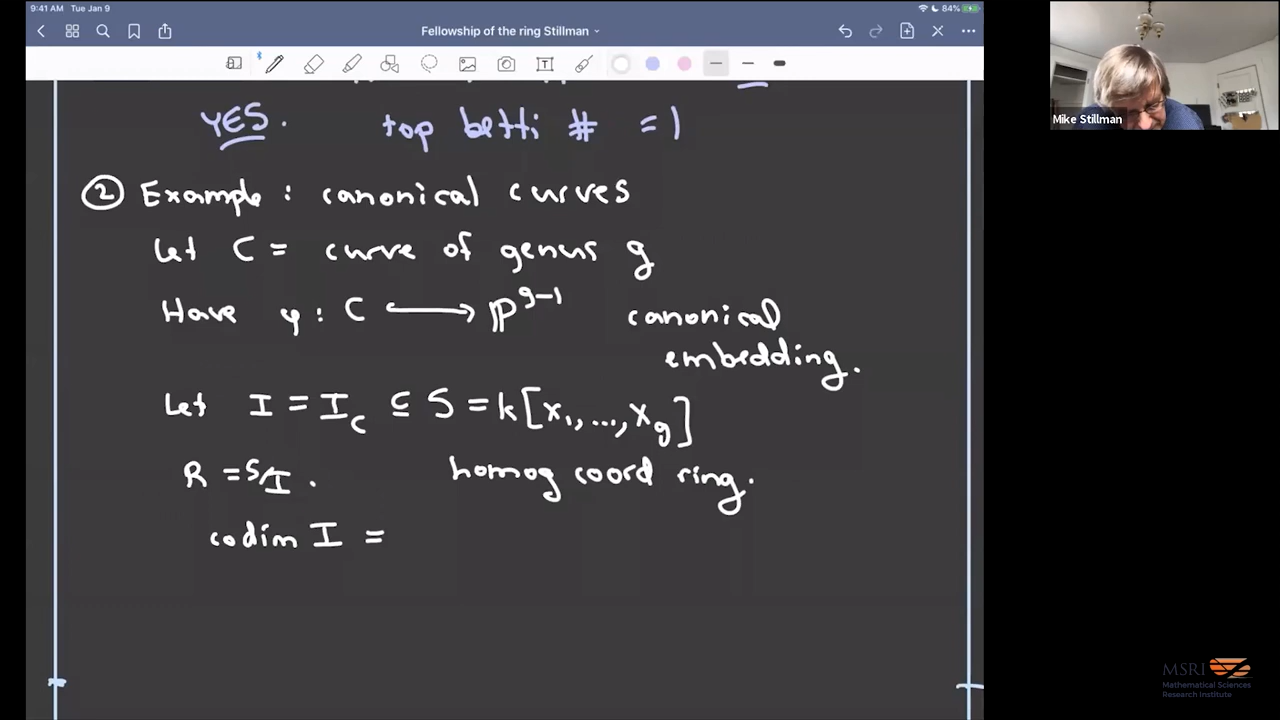 9:41 AM Tue Jan 9
84%
Fellowship of the ring Stillman
YES. top betti # = 1
② Example : canonical curves
Let C = curve of genus g
Have φ : C ⟷ ℙ^{g-1} canonical
embedding.
Let I = I_C ⊆ S = k[x_1, ..., x_g]
R = S/I . homog coord ring.
codim I =
Mike Stillman
MSRI
Mathematical Sciences
Research Institute